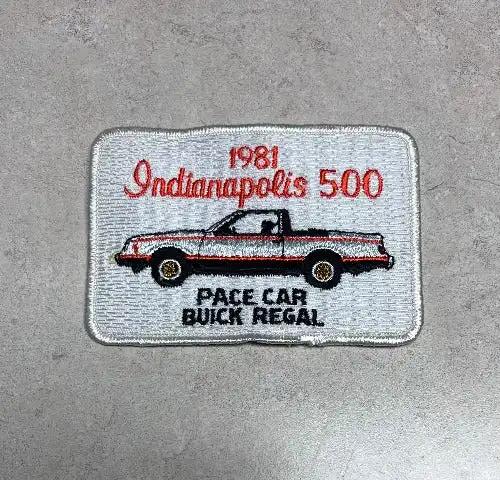 1981
Indianapolis 500
PACE CAR
BUICK REGAL